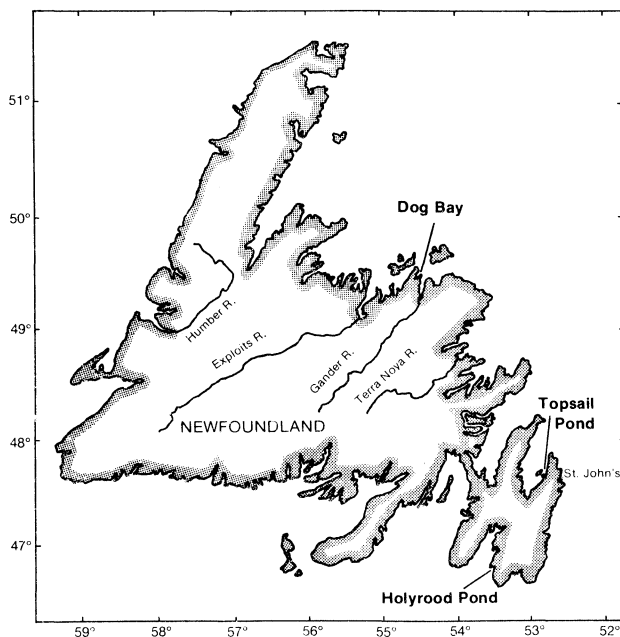 51°
50°
Dog Bay
49°
Humber R.
Exploits R.
Gander R.
Terra Nova R.
Topsail
Pond
48°
NEWFOUNDLAND
St. John's
47°
Holyrood Pond
59°
58°
57°
56°
55°
54°
53°
52°